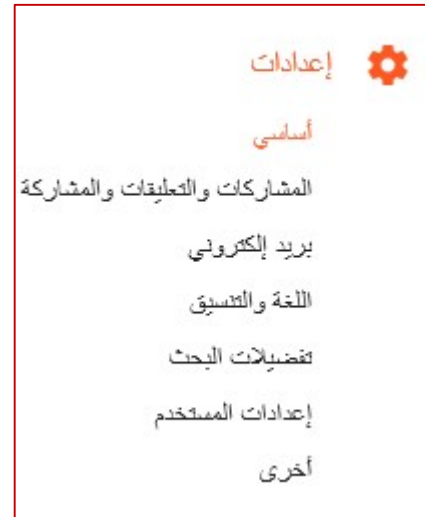 إعدادات
أساسي
المشاركات والتعليقات والمشاركة
بريد إلكتروني
اللغة والتنسيق
تفضيلات البحث
إعدادات المستخدم
أخرى